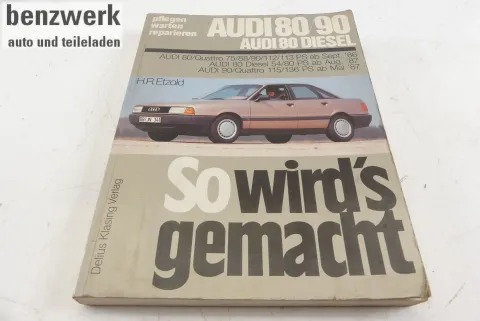 benzwerk
auto und teileladen
pflegen
warten
reparieren
AUDI 80/90
AUDI 80 DIESEL
AUDI 80/Quattro 75/88/90/112/113 PS ab Sept. '86
AUDI 80 Diesel 54/80 PS ab Aug. '87
AUDI 90/Quattro 115/136 PS ab Mai '87
H.R. Etzold
So wird's
gemacht
Delius Klasing Verlag